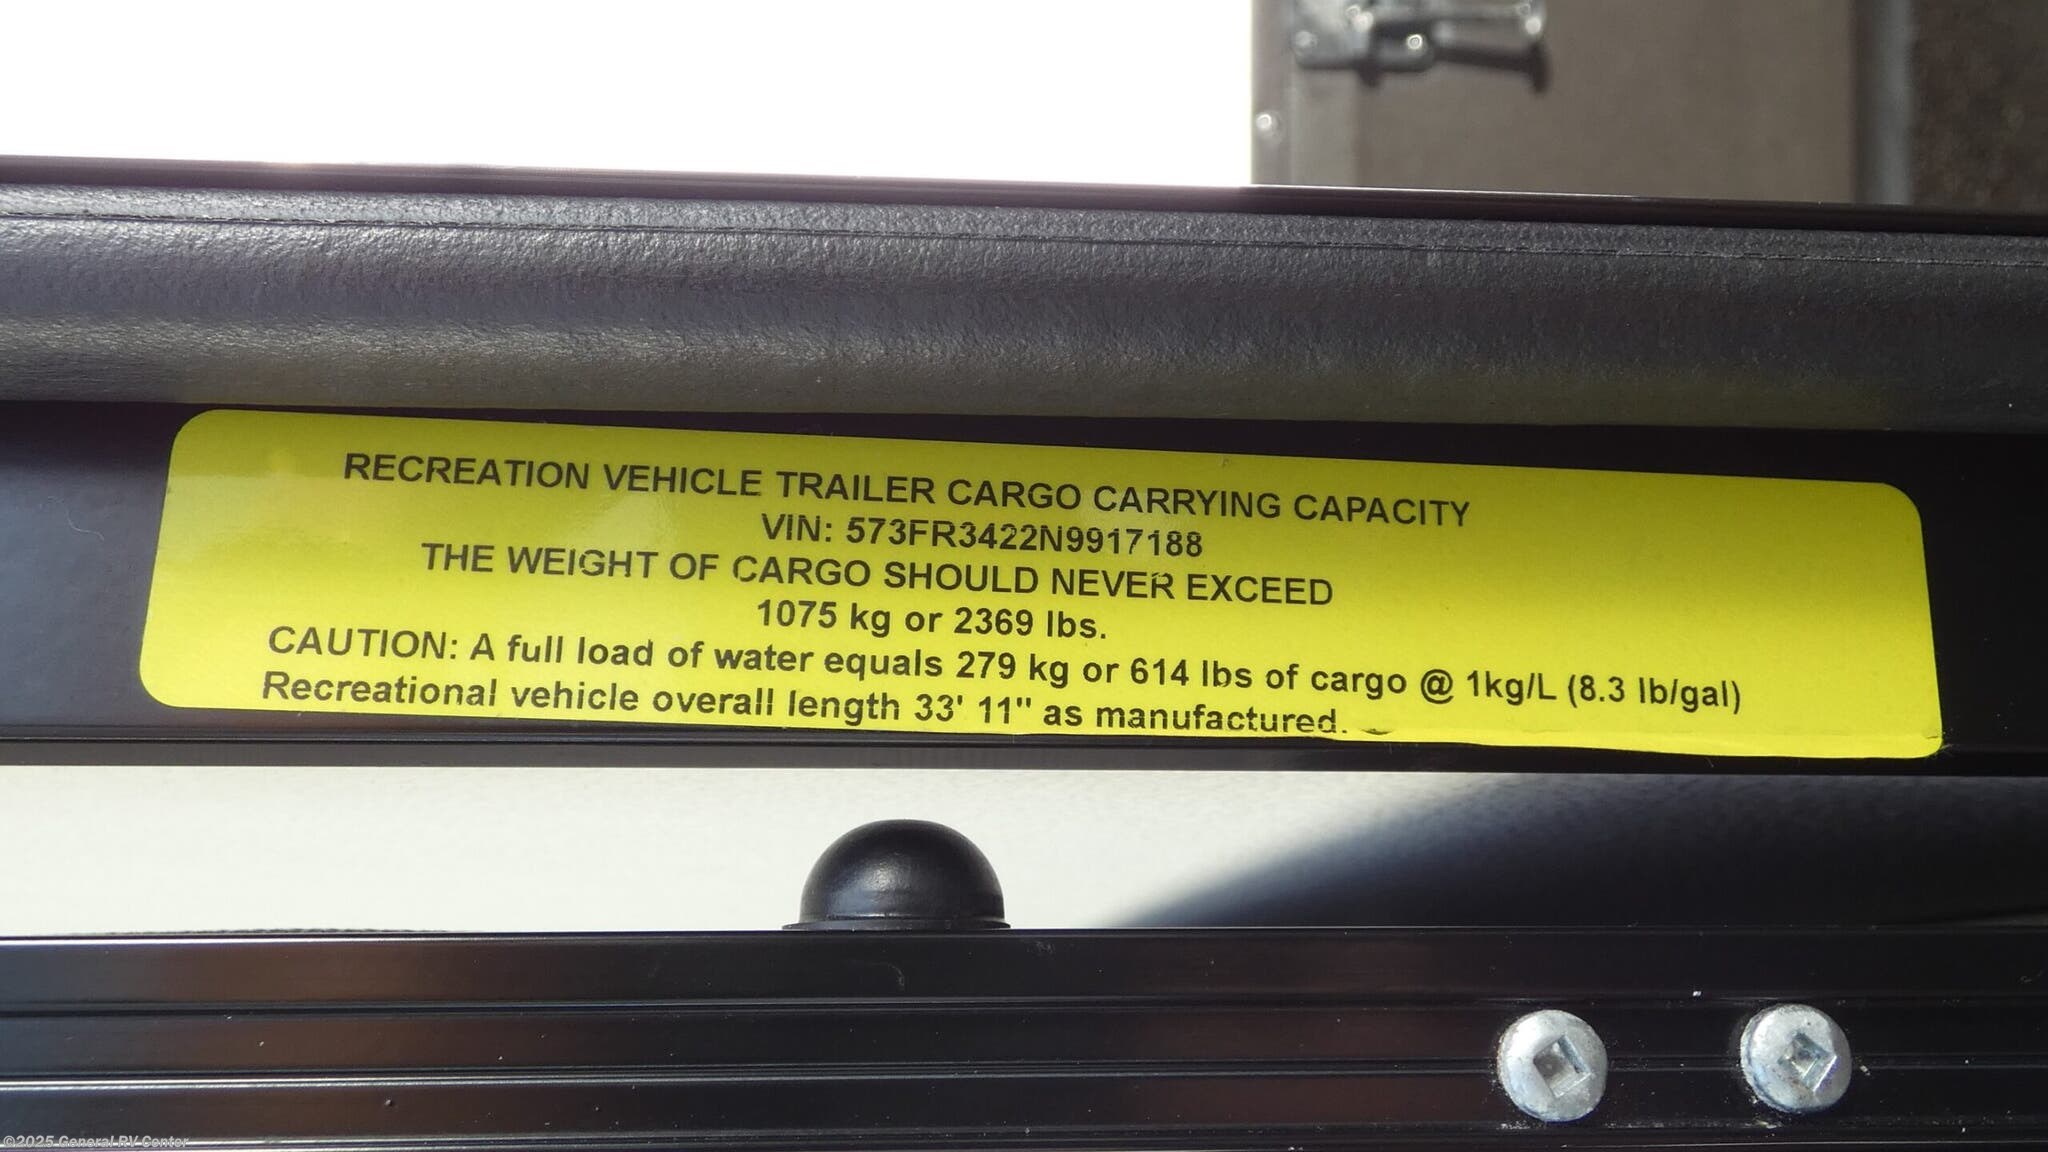 RECREATION VEHICLE TRAILER CARGO CARRYING CAPACITY
VIN: 573FR3422N9917188
THE WEIGHT OF CARGO SHOULD NEVER EXCEED
1075 kg or 2369 lbs.
CAUTION: A full load of water equals 279 kg or 614 lbs of cargo @ 1kg/L (8.3 lb/gal)
Recreational vehicle overall length 33' 11" as manufactured.
©2025 General RV Center